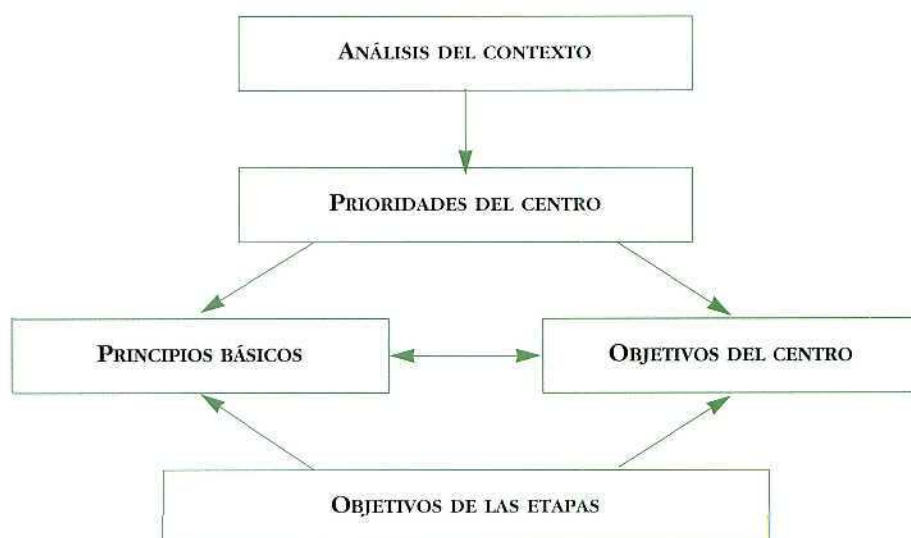 ANÁLISIS DEL CONTEXTO
PRIORIDADES DEL CENTRO
PRINCIPIOS BÁSICOS
OBJETIVOS DEL CENTRO
OBJETIVOS DE LAS ETAPAS